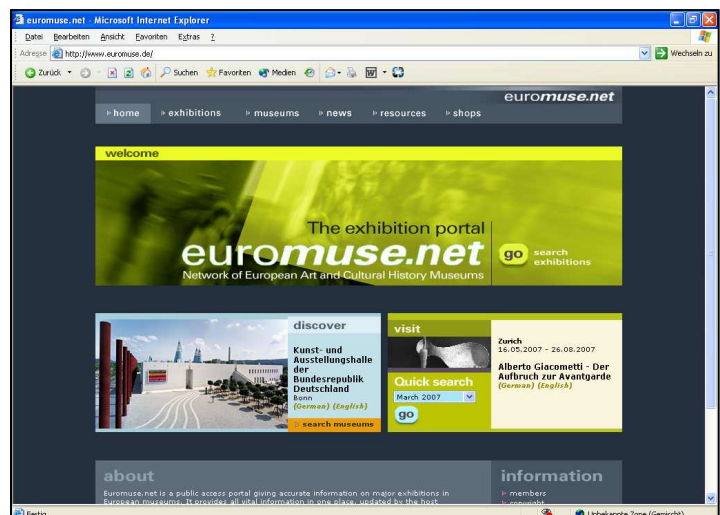 euromuse.net - Microsoft Internet Explorer
Datei Bearbeiten Ansicht Favoriten Extras ?
Adresse http://www.euromuse.de/ Wechseln zu
Zurück Suchen Favoriten Medien
euromuse.net
home exhibitions museums news resources shops
welcome
The exhibition portal
euromuse.net
Network of European Art and Cultural History Museums
go search
exhibitions
discover
Kunst- und
Ausstellungshalle
der
Bundesrepublik
Deutschland
Bonn
(German) (English)
search museums
visit
Quick search
March 2007
go
Zurich
16.05.2007 - 26.08.2007
Alberto Giacometti - Der
Aufbruch zur Avantgarde
(German) (English)
about
Euromuse.net is a public access portal giving accurate information on major exhibitions in
European museums. It provides all vital information in one place, updated by the host
information
members
copyright
Fertig Unbekannte Zone (Gemischt)